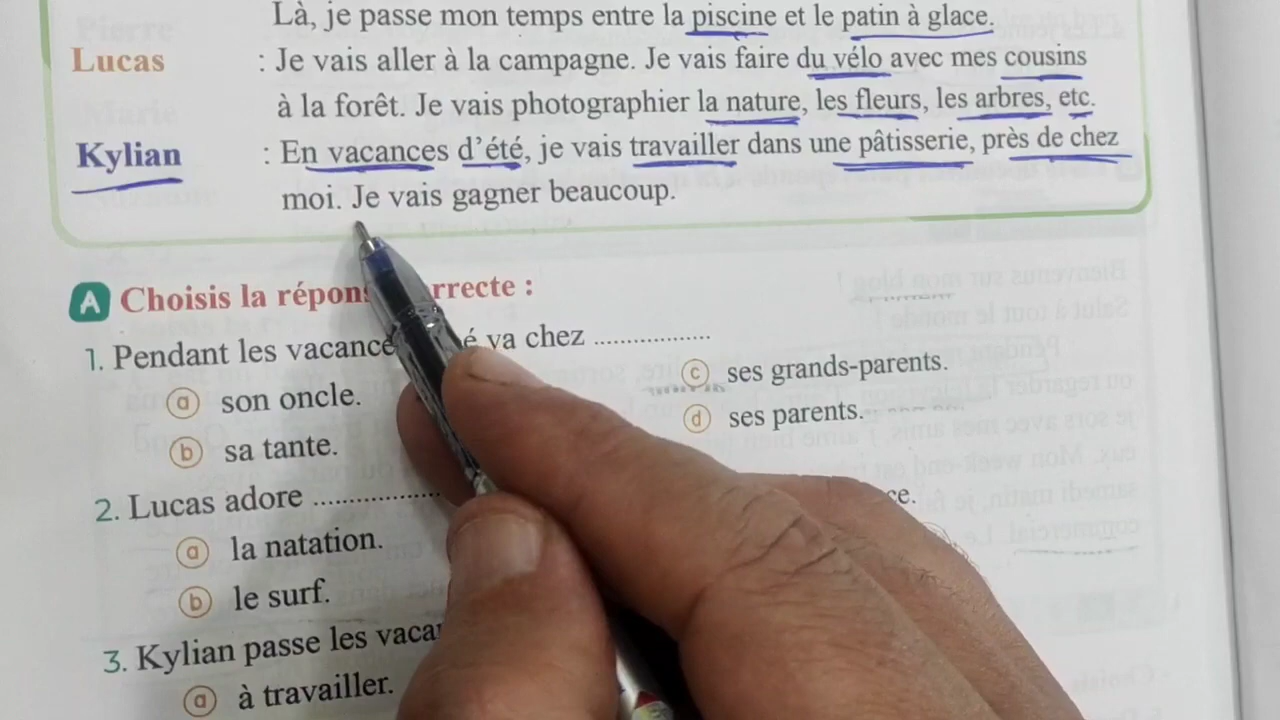 Là, je passe mon temps entre la piscine et le patin à glace.
Lucas : Je vais aller à la campagne. Je vais faire du vélo avec mes cousins
à la forêt. Je vais photographier la nature, les fleurs, les arbres, etc.
Kylian : En vacances d'été, je vais travailler dans une pâtisserie, près de chez
moi. Je vais gagner beaucoup.
A Choisis la répons rrecte :
1. Pendant les vacance é va chez ..................
a son oncle.
c ses grands-parents.
b sa tante.
d ses parents.
2. Lucas adore ..................
ce.
a la natation.
b le surf.
3. Kylian passe les vaca
a à travailler.